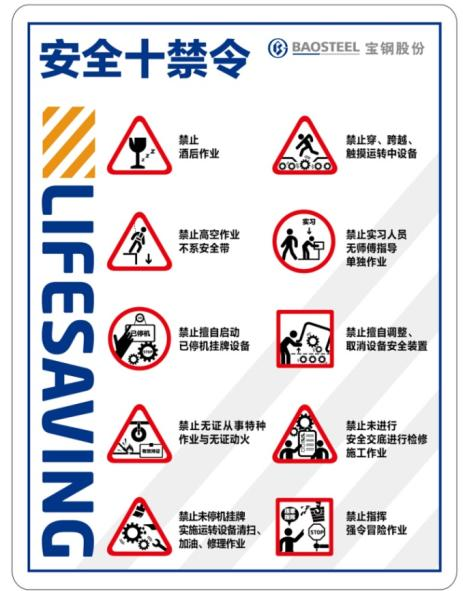 安全十禁令
BAOSTEEL 宝钢股份
LIFESAVING
禁止
酒后作业
禁止穿、跨越、
触摸运转中设备
禁止高空作业
不系安全带
实习
禁止实习人员
无师傅指导
单独作业
已停机
STOP
禁止擅自启动
已停机挂牌设备
禁止擅自调整、
取消设备安全装置
禁止无证从事特种
作业与无证动火
禁止未进行
安全交底进行检修
施工作业
禁止未停机挂牌
实施运转设备清扫、
加油、修理作业
STOP
禁止指挥
强令冒险作业